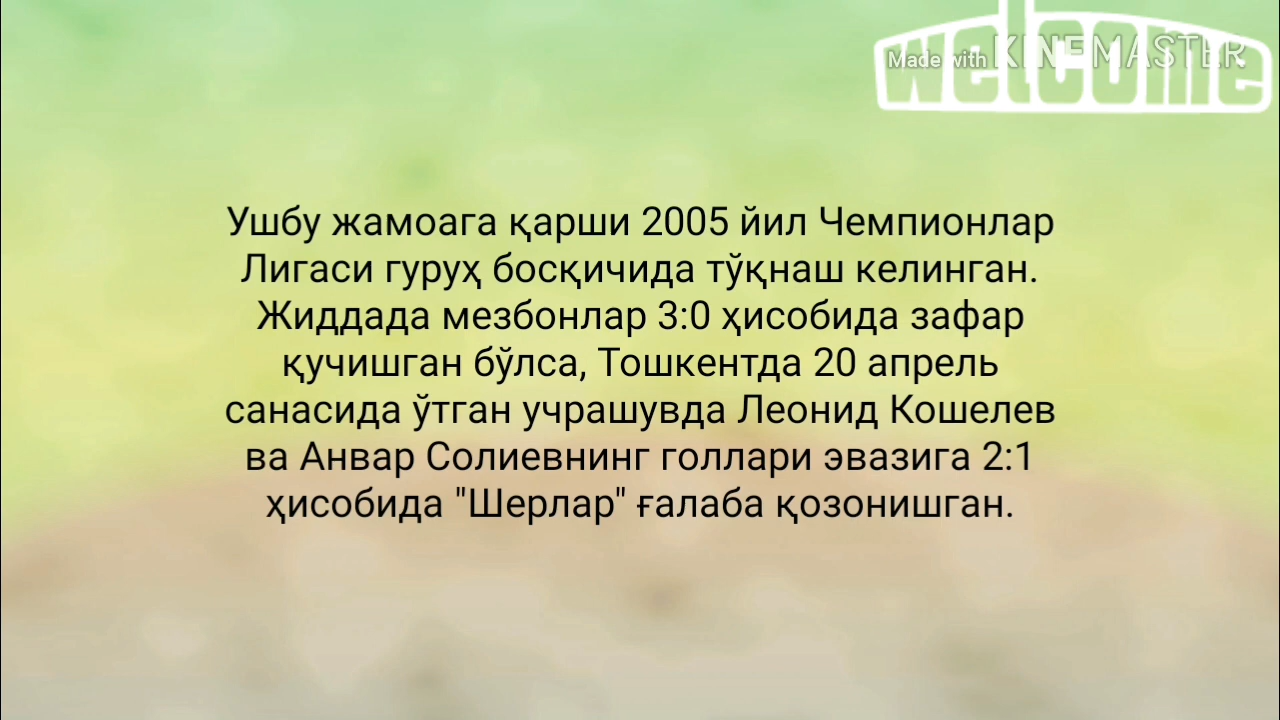 welcome
Made with KINEMASTER
Ушбу жамоага қарши 2005 йил Чемпионлар
Лигаси гуруҳ босқичида тўқнаш келинган.
Жиддада мезбонлар 3:0 ҳисобида зафар
қучишган бўлса, Тошкентда 20 апрель
санасида ўтган учрашувда Леонид Кошелев
ва Анвар Солиевнинг голлари эвазига 2:1
ҳисобида "Шерлар" ғалаба қозонишган.